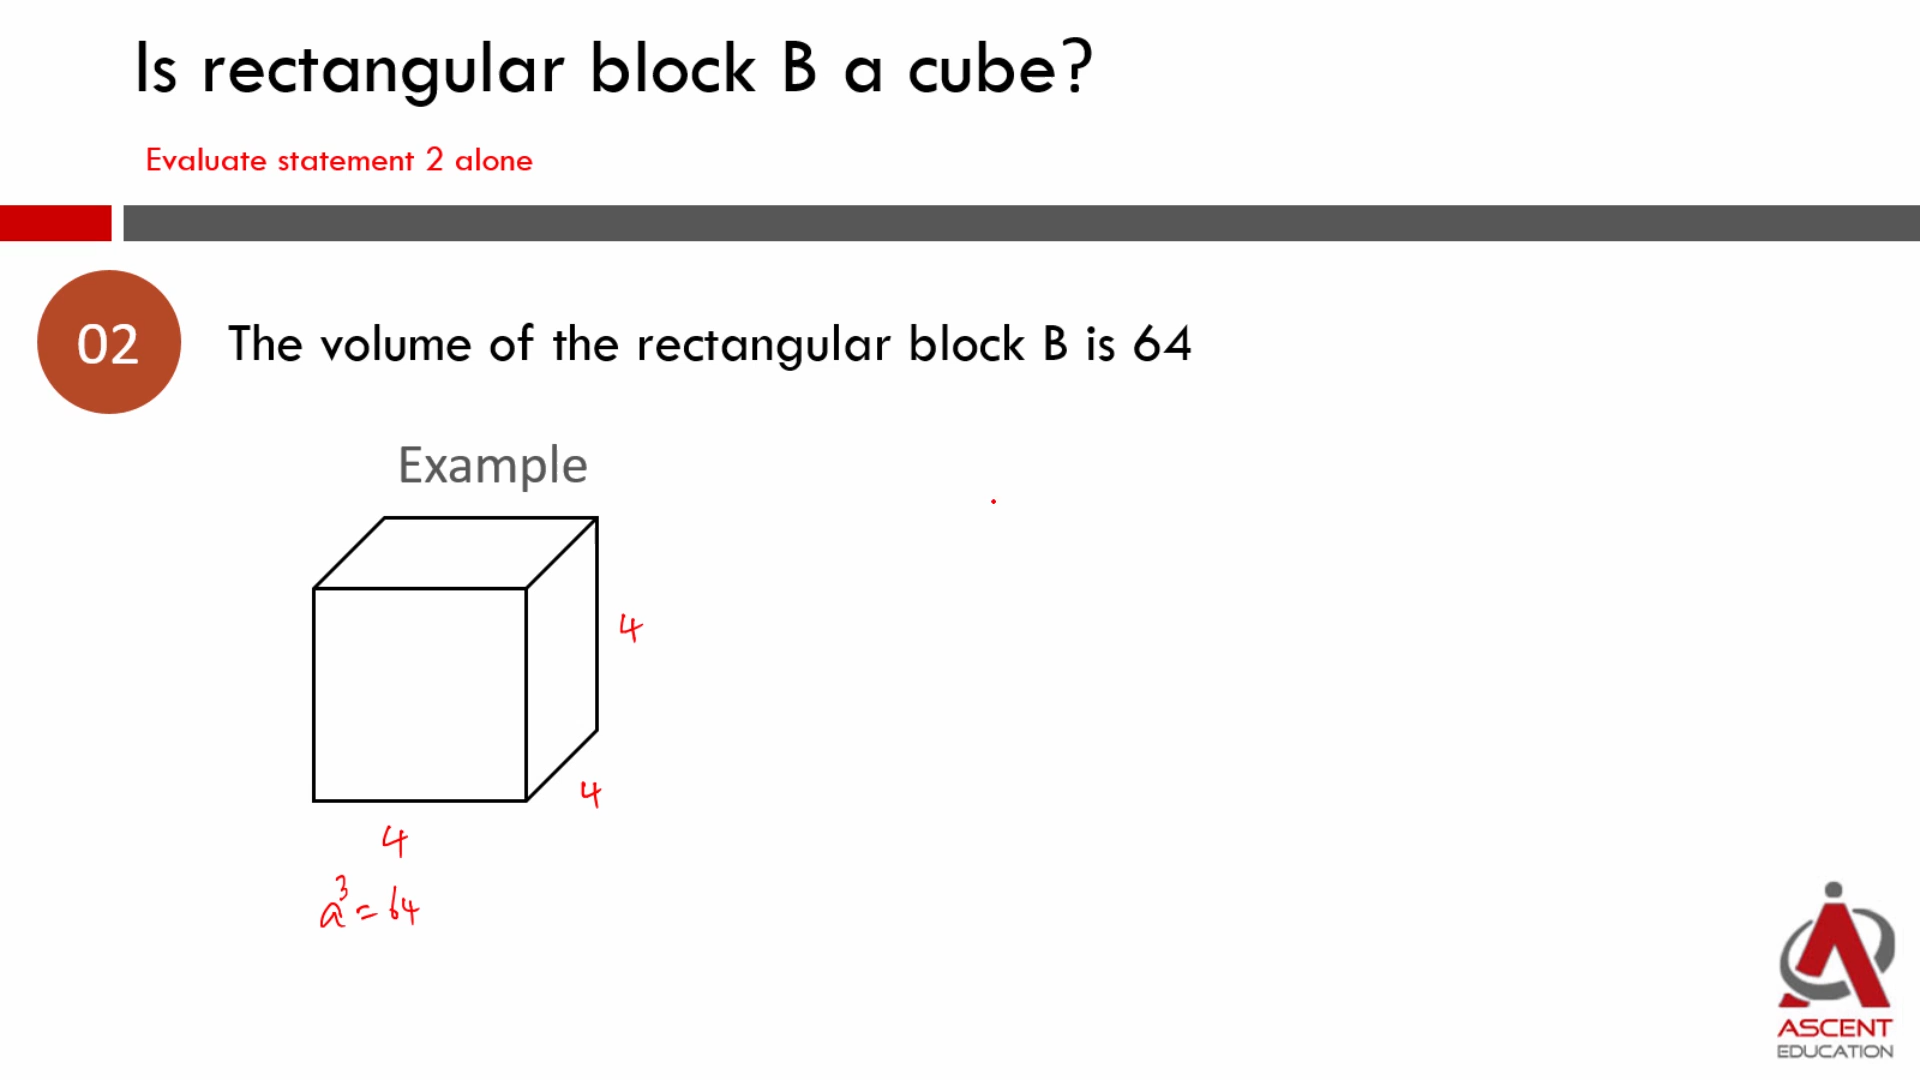 Is rectangular block B a cube?
Evaluate statement 2 alone
02
The volume of the rectangular block B is 64
Example
4
4
4
a³ = 64
ASCENT
EDUCATION